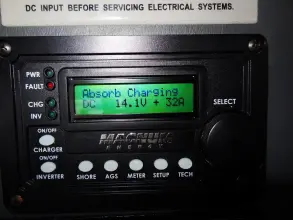 DC INPUT BEFORE SERVICING ELECTRICAL SYSTEMS.
PWR
FAULT
CHG
INV
Absorb Charging
DC 14.1V + 32A
SELECT
ON/OFF
CHARGER
ON/OFF
INVERTER
MAGNUM
ENERGY
SHORE AGS METER SETUP TECH